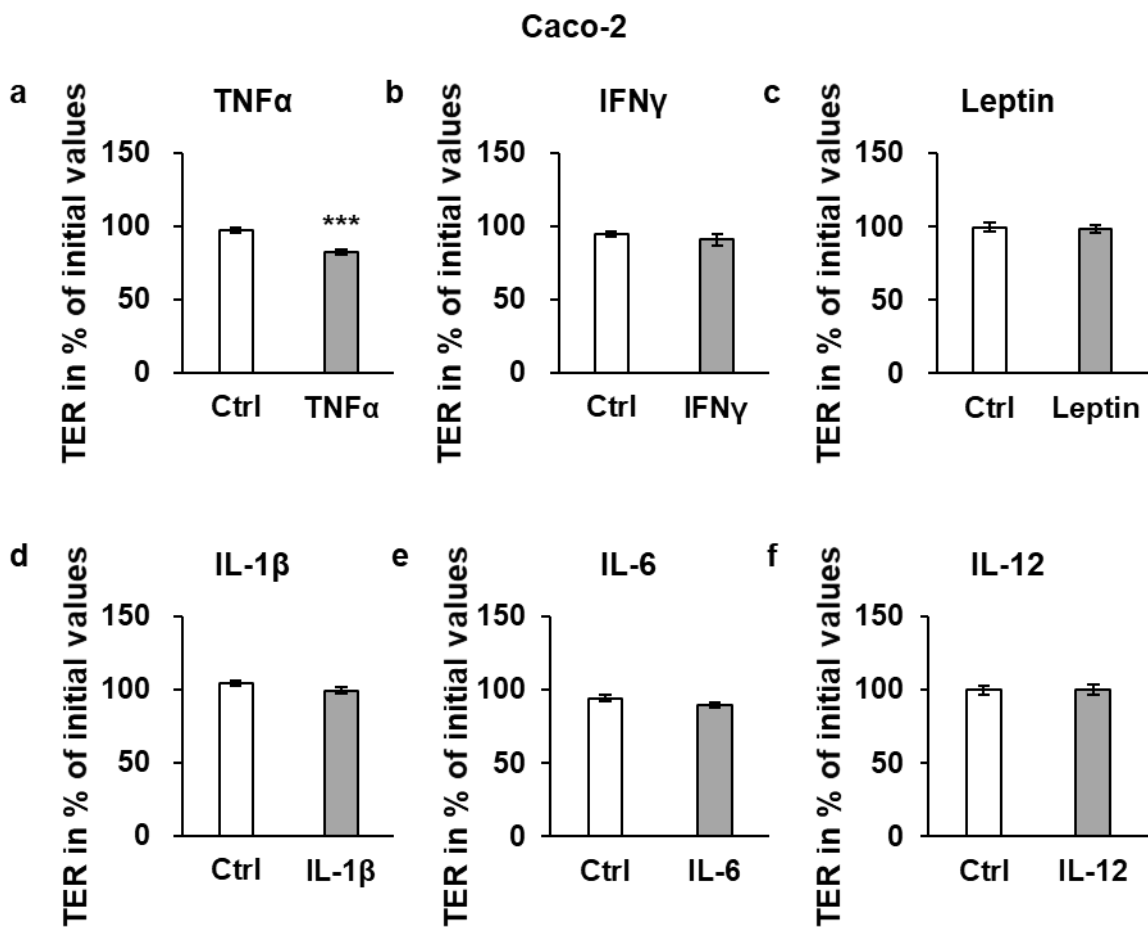 Caco-2
a
TNFα
TER in % of initial values
150
100
50
0
***
Ctrl
TNFα
b
IFNγ
TER in % of initial values
150
100
50
0
Ctrl
IFNγ
c
Leptin
TER in % of initial values
150
100
50
0
Ctrl
Leptin
d
IL-1β
TER in % of initial values
150
100
50
0
Ctrl
IL-1β
e
IL-6
TER in % of initial values
150
100
50
0
Ctrl
IL-6
f
IL-12
TER in % of initial values
150
100
50
0
Ctrl
IL-12